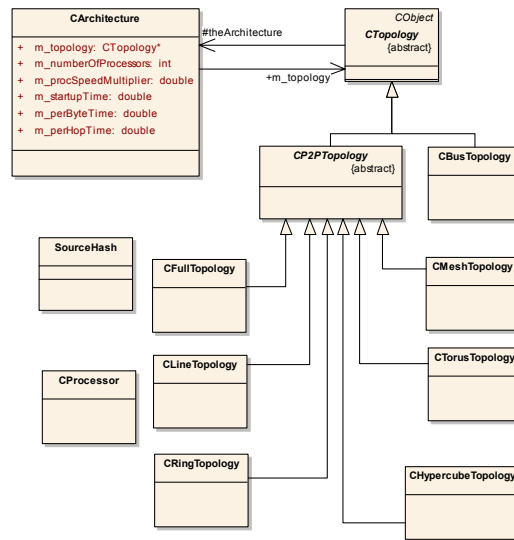 CArchitecture
+ m_topology: CTopology*
+ m_numberOfProcessors: int
+ m_procSpeedMultiplier: double
+ m_startupTime: double
+ m_perByteTime: double
+ m_perHopTime: double
#theArchitecture
+m_topology
CObject
CTopology
{abstract}
CP2PTopology
{abstract}
CBusTopology
SourceHash
CFullTopology
CMeshTopology
CLineTopology
CTorusTopology
CProcessor
CRingTopology
CHypercubeTopology